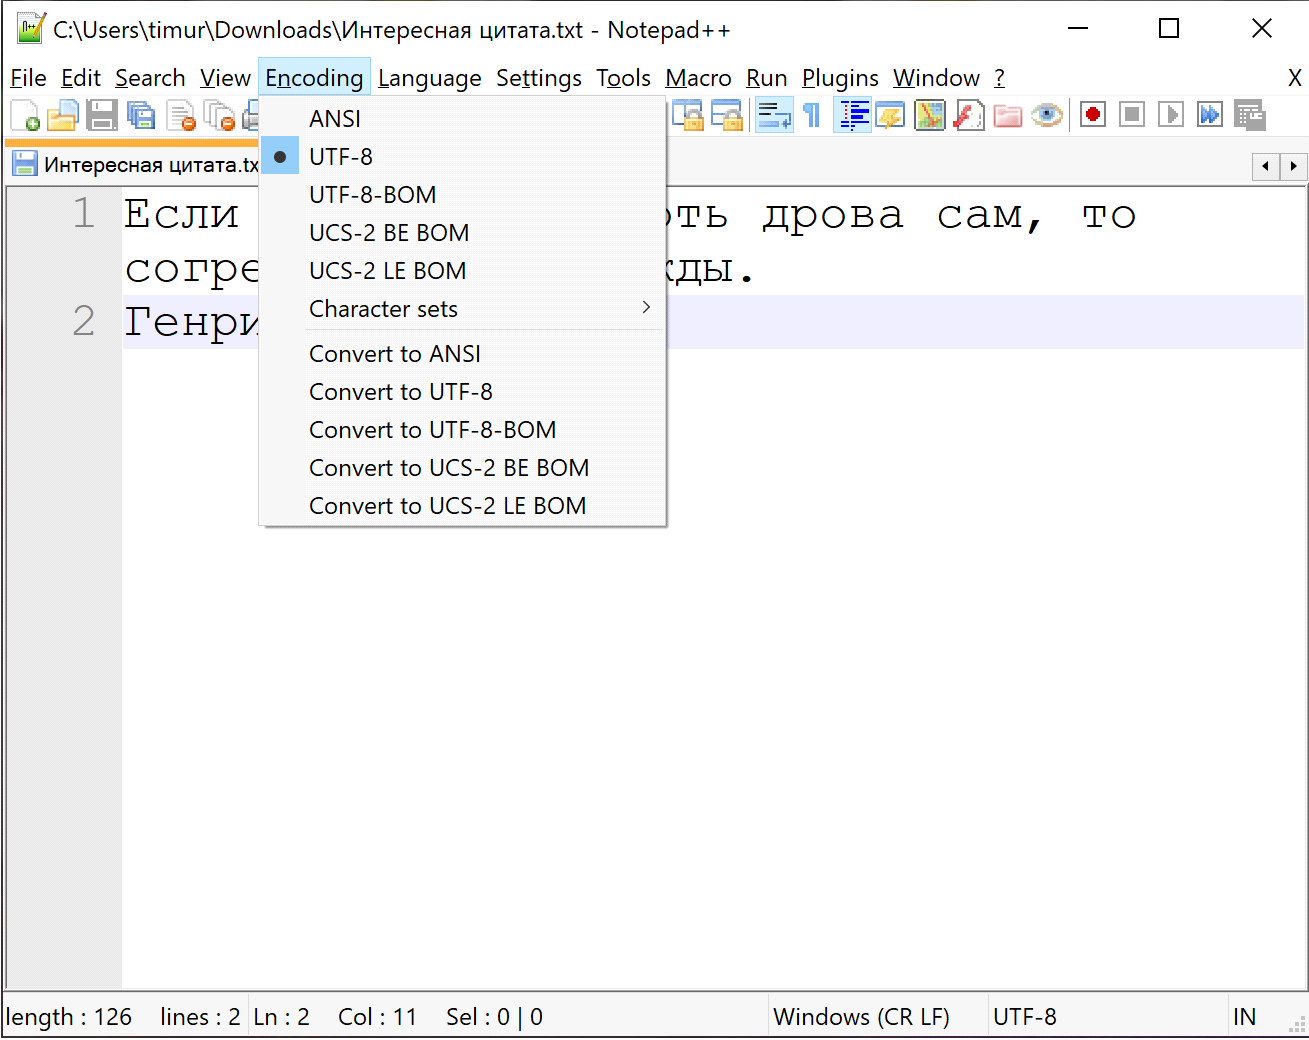 C:\Users\timur\Downloads\Интересная цитата.txt - Notepad++
File Edit Search View Encoding Language Settings Tools Macro Run Plugins Window ? X
Интересная цитата.tx
ANSI
UTF-8
UTF-8-BOM
UCS-2 BE BOM
UCS-2 LE BOM
Character sets
Convert to ANSI
Convert to UTF-8
Convert to UTF-8-BOM
Convert to UCS-2 BE BOM
Convert to UCS-2 LE BOM
1 Если оть дрова сам, то
согре жды.
2 Генри
length : 126 lines : 2 Ln : 2 Col : 11 Sel : 0 | 0 Windows (CR LF) UTF-8 IN